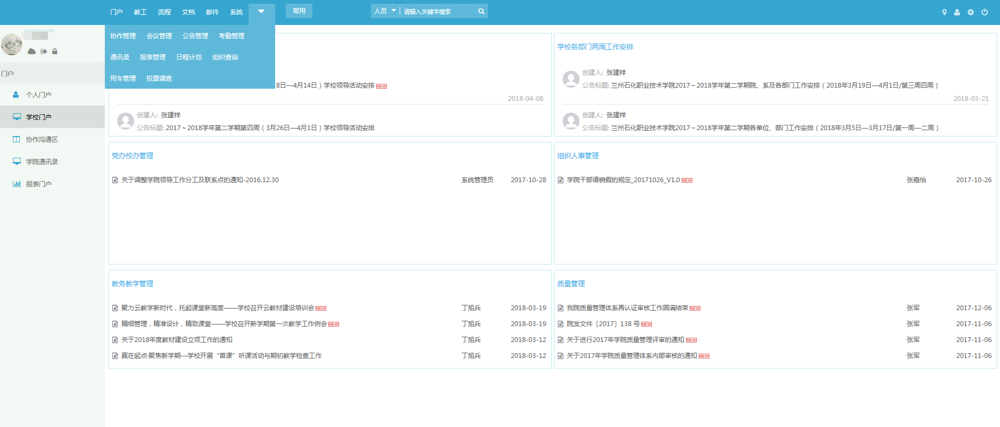 门户 教工 流程 文档 邮件 系统 常用 人员 请输入关键字搜索
协作管理 会议管理 公告管理 考勤管理
通讯录 报表管理 日程计划 组织查询
用车管理 投票调查
门户
个人门户
学校门户
协作沟通区
学院通讯录
报表门户
8日—4月14日）学校领导活动安排 NEW
2018-04-08
创建人: 张建祥
公告标题: 2017～2018学年第二学期第四周（3月26日—4月1日）学校领导活动安排
学校各部门两周工作安排
创建人: 张建祥
公告标题: 兰州石化职业技术学院2017～2018学年第二学期院、系及各部门工作安排（2018年3月19日—4月1日/第三周四周）
2018-03-21
创建人: 张建祥
公告标题: 兰州石化职业技术学院2017～2018学年第二学期各单位、部门工作安排（2018年3月5日—3月17日/第一周—二周）
党办校办管理
关于调整学院领导工作分工及联系点的通知-2016.12.30 系统管理员 2017-10-28
组织人事管理
学院干部请销假的规定_20171026_V1.0 NEW 张嘉怡 2017-10-26
教务教学管理
聚力云教学新时代，托起课堂新高度——学校召开云教材建设培训会 NEW 丁旭兵 2018-03-19
精细管理，精准设计，精致课堂——学校召开新学期第一次教学工作例会 NEW 丁旭兵 2018-03-19
关于2018年度教材建设立项工作的通知 丁旭兵 2018-03-12
赢在起点·聚焦新学期—学校开展“首课”听课活动与期初教学检查工作 丁旭兵 2018-03-12
质量管理
我院质量管理体系再认证审核工作圆满结束 NEW 张军 2017-12-06
院发文件〔2017〕138 号 NEW 张军 2017-11-06
关于进行2017年学院质量管理评审的通知 NEW 张军 2017-11-06
关于2017年学院质量管理体系内部审核的通知 NEW 张军 2017-11-06